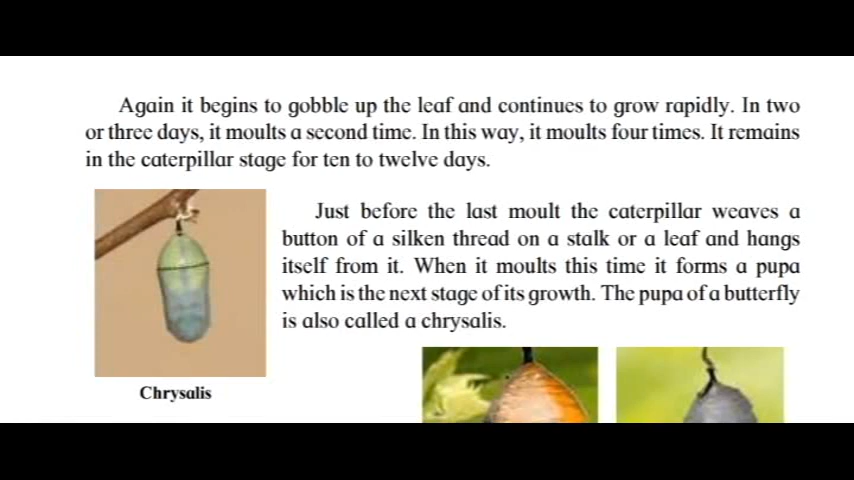 Again it begins to gobble up the leaf and continues to grow rapidly. In two
or three days, it moults a second time. In this way, it moults four times. It remains
in the caterpillar stage for ten to twelve days.
Just before the last moult the caterpillar weaves a
button of a silken thread on a stalk or a leaf and hangs
itself from it. When it moults this time it forms a pupa
which is the next stage of its growth. The pupa of a butterfly
is also called a chrysalis.
Chrysalis